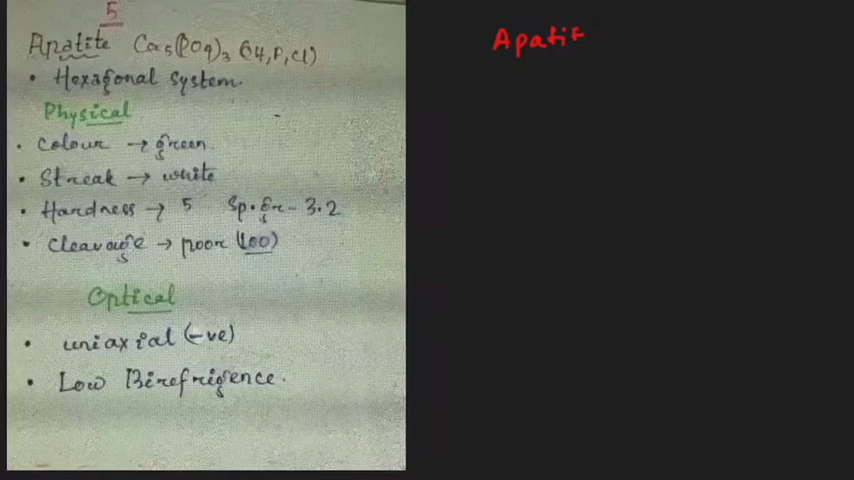 5
Apatite Ca5(PO4)3 (OH,F,Cl)
• Hexagonal system.
Physical
• Colour → green.
• Streak → white
• Hardness → 5 Sp.Gr - 3.2
• Cleavage → poor (100)
Optical
• uniaxial (-ve)
• Low Birefrigence.
Apatit